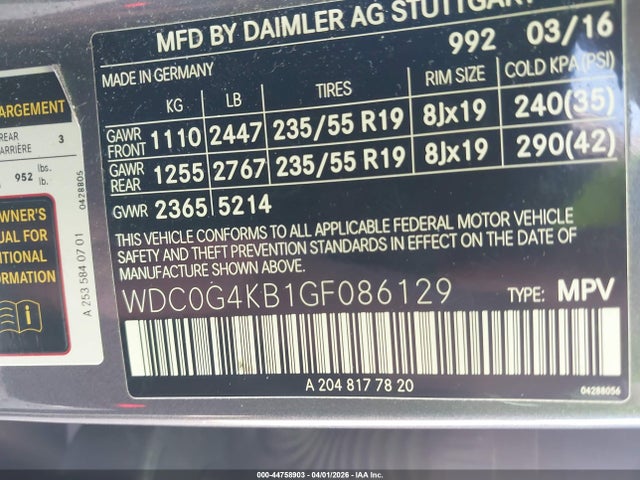 MFD BY DAIMLER AG STUTTGART
992 03/16
MADE IN GERMANY
KG LB TIRES RIM SIZE COLD KPA(PSI)
GAWR FRONT 1110 2447 235/55 R19 8Jx19 240(35)
GAWR REAR 1255 2767 235/55 R19 8Jx19 290(42)
GVWR 2365 5214
THIS VEHICLE CONFORMS TO ALL APPLICABLE FEDERAL MOTOR VEHICLE
SAFETY AND THEFT PREVENTION STANDARDS IN EFFECT ON THE DATE OF
MANUFACTURE SHOWN ABOVE.
WDC0G4KB1GF086129 TYPE: MPV
A 204 817 78 20
04288056
ARGEMENT
REAR 3
ARRIÈRE
952 lbs.
lb.
0428805
OWNER'S
UAL FOR
DITIONAL
RMATION
A 253 584 07 01
000-44758903 - 04/01/2026 - IAA Inc.